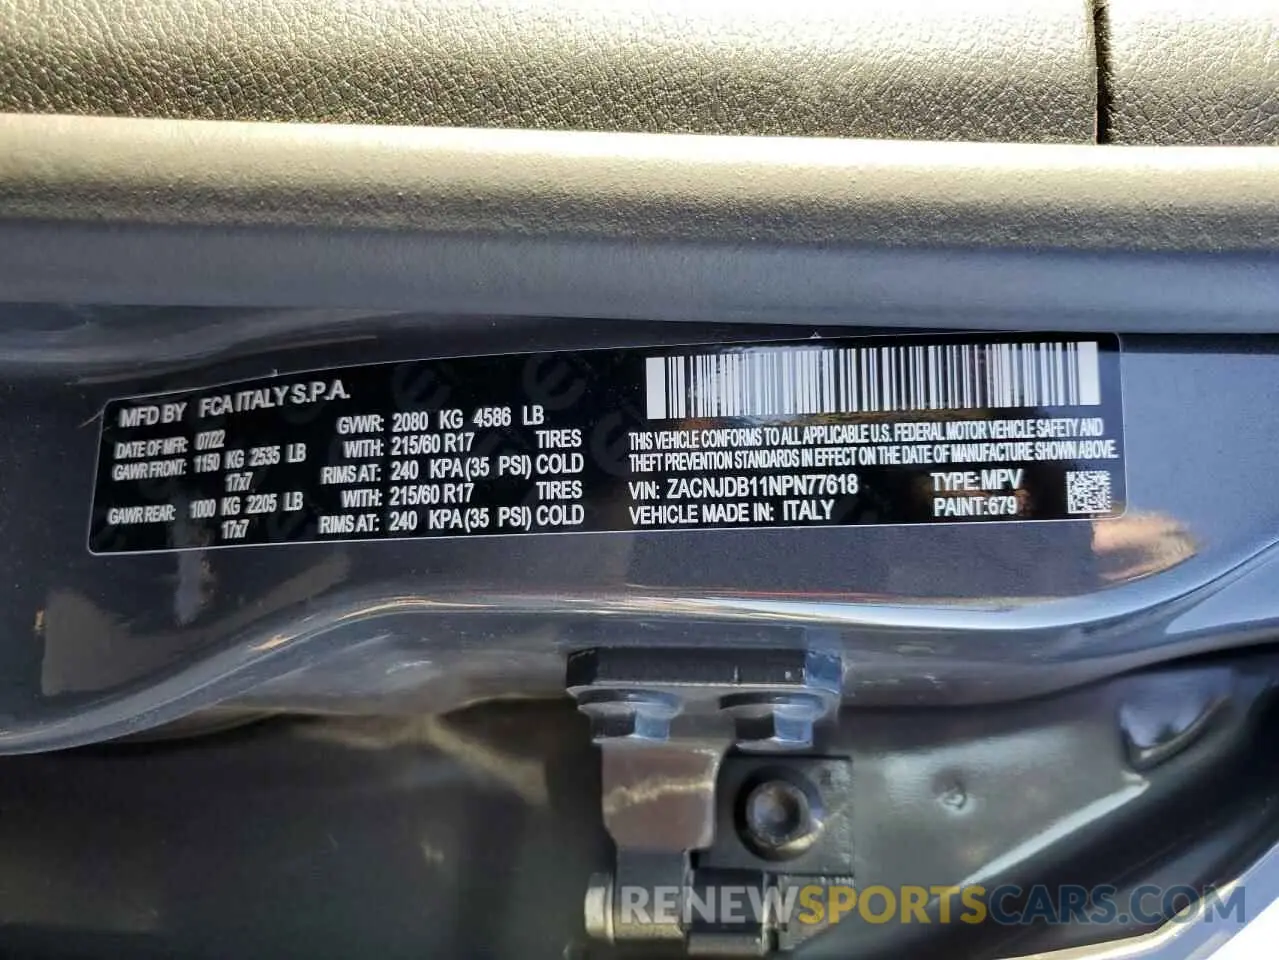 MFD BY FCA ITALY S.P.A.
DATE OF MFR: 07/22 GVWR: 2080 KG 4586 LB
GAWR FRONT: 1150 KG 2535 LB WITH: 215/60 R17 TIRES
17x7 RIMS AT: 240 KPA (35 PSI) COLD
GAWR REAR: 1000 KG 2205 LB WITH: 215/60 R17 TIRES
17x7 RIMS AT: 240 KPA (35 PSI) COLD
THIS VEHICLE CONFORMS TO ALL APPLICABLE U.S. FEDERAL MOTOR VEHICLE SAFETY AND
THEFT PREVENTION STANDARDS IN EFFECT ON THE DATE OF MANUFACTURE SHOWN ABOVE.
VIN: ZACNJDB11NPN77618 TYPE: MPV
VEHICLE MADE IN: ITALY PAINT:679
RENEWSPORTSCARS.COM